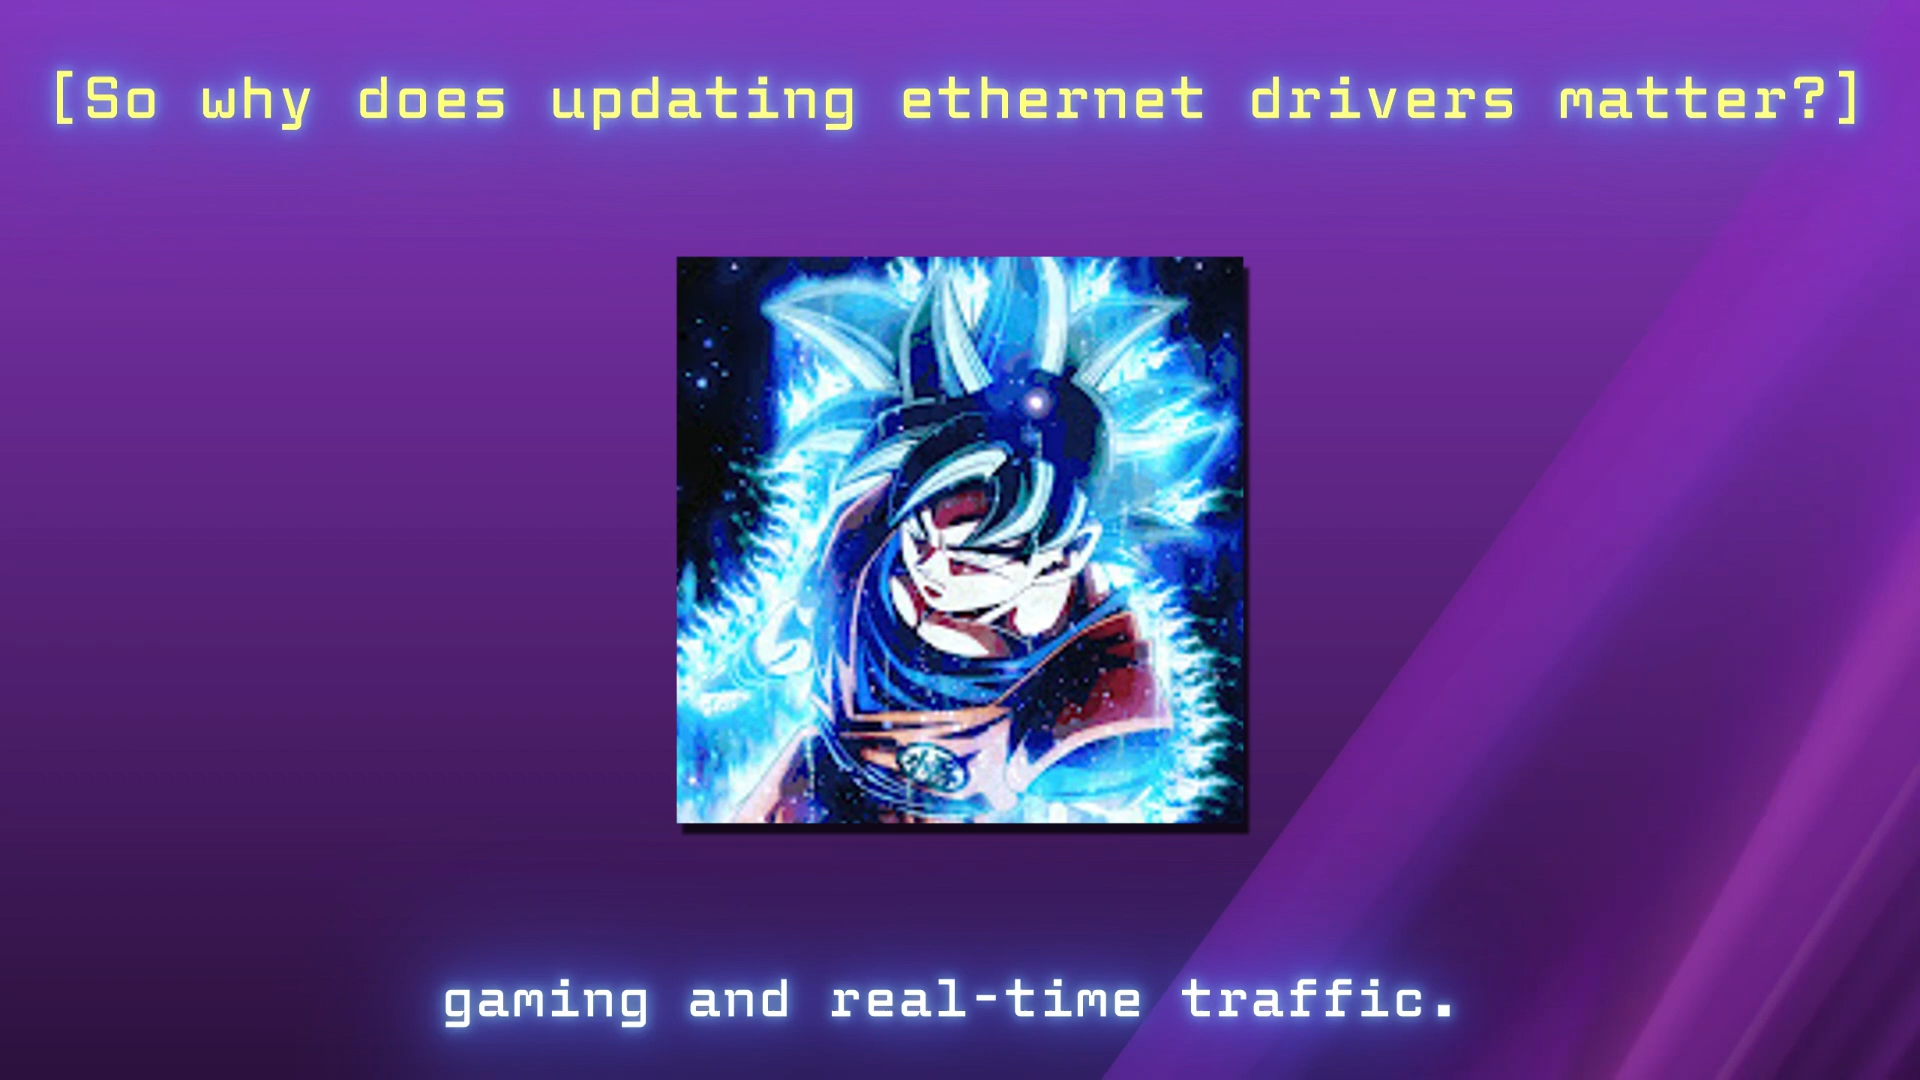 [So why does updating ethernet drivers matter?]
gaming and real-time traffic.